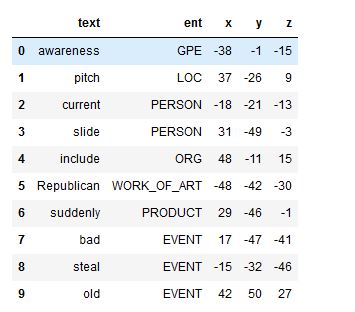 text ent x y z
0 awareness GPE -38 -1 -15
1 pitch LOC 37 -26 9
2 current PERSON -18 -21 -13
3 slide PERSON 31 -49 -3
4 include ORG 48 -11 15
5 Republican WORK_OF_ART -48 -42 -30
6 suddenly PRODUCT 29 -46 -1
7 bad EVENT 17 -47 -41
8 steal EVENT -15 -32 -46
9 old EVENT 42 50 27